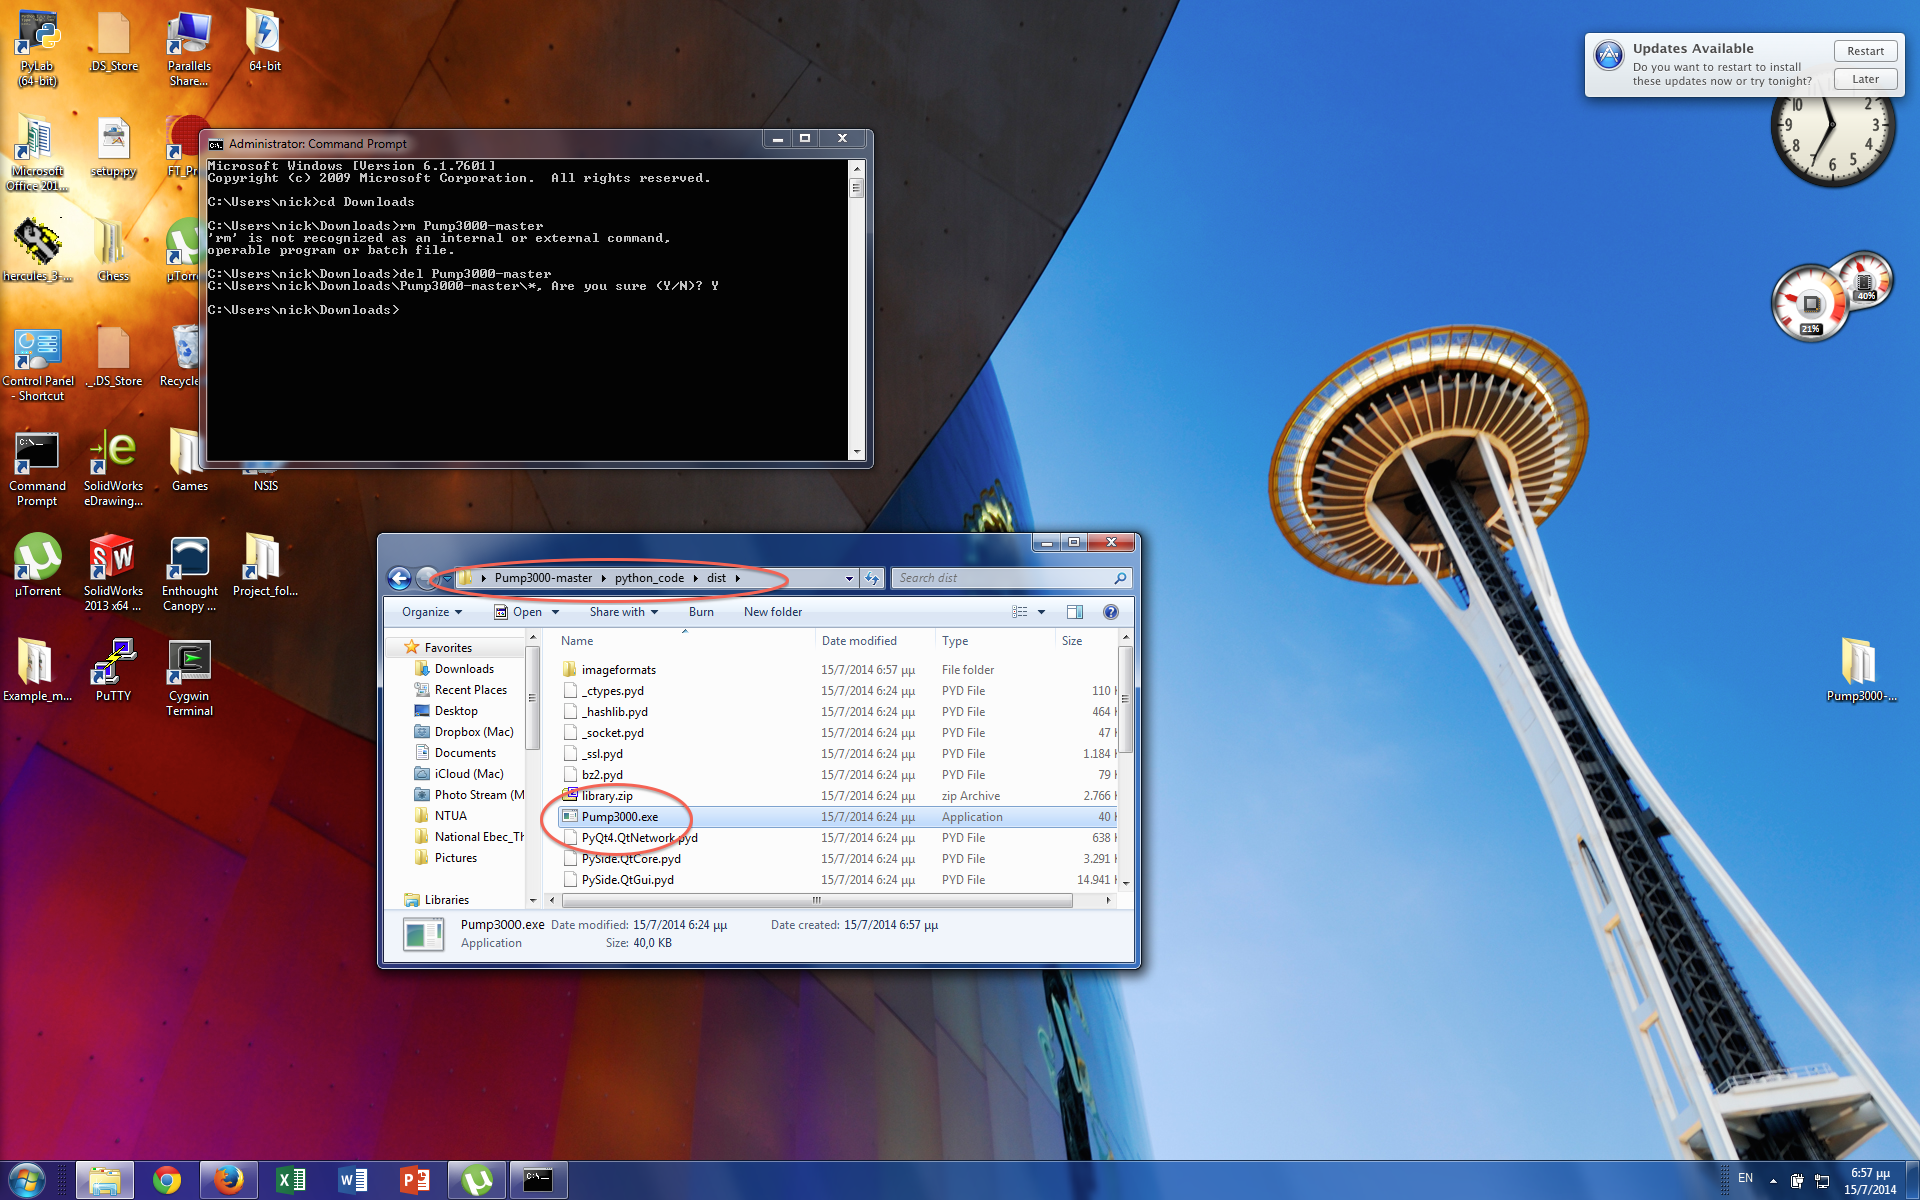 PyLab
(64-bit)
.DS_Store
Parallels
Share...
64-bit
Microsoft
Office 201...
setup.py
FT_Pr
hercules_3-...
Chess
µTorr
Control Panel
- Shortcut
._.DS_Store
Recycle
Command
Prompt
SolidWorks
eDrawing...
Games
NSIS
µTorrent
SolidWorks
2013 x64 ...
Enthought
Canopy ...
Project_fol...
Example_m...
PuTTY
Cygwin
Terminal
Administrator: Command Prompt
Microsoft Windows [Version 6.1.7601]
Copyright (c) 2009 Microsoft Corporation.  All rights reserved.
C:\Users\nick>cd Downloads
C:\Users\nick\Downloads>rm Pump3000-master
'rm' is not recognized as an internal or external command,
operable program or batch file.
C:\Users\nick\Downloads>del Pump3000-master
C:\Users\nick\Downloads\Pump3000-master\*, Are you sure (Y/N)? Y
C:\Users\nick\Downloads>
Updates Available
Do you want to restart to install
these updates now or try tonight?
Restart
Later
10 2
9 3
8 4
7 6 5
40%
21%
Pump3000-...
Pump3000-master python_code dist
Search dist
Organize Open Share with Burn New folder
Favorites
Downloads
Recent Places
Desktop
Dropbox (Mac)
Documents
iCloud (Mac)
Photo Stream (M
NTUA
National Ebec_Th
Pictures
Libraries
Name Date modified Type Size
imageformats 15/7/2014 6:57 µµ File folder
_ctypes.pyd 15/7/2014 6:24 µµ PYD File 110
_hashlib.pyd 15/7/2014 6:24 µµ PYD File 464
_socket.pyd 15/7/2014 6:24 µµ PYD File 47
_ssl.pyd 15/7/2014 6:24 µµ PYD File 1.184
bz2.pyd 15/7/2014 6:24 µµ PYD File 79
library.zip 15/7/2014 6:24 µµ zip Archive 2.766
Pump3000.exe 15/7/2014 6:24 µµ Application 40
PyQt4.QtNetwork.pyd 15/7/2014 6:24 µµ PYD File 638
PySide.QtCore.pyd 15/7/2014 6:24 µµ PYD File 3.291
PySide.QtGui.pyd 15/7/2014 6:24 µµ PYD File 14.941
Pump3000.exe Date modified: 15/7/2014 6:24 µµ Date created: 15/7/2014 6:57 µµ
Application Size: 40,0 KB
EN
6:57 µµ
15/7/2014